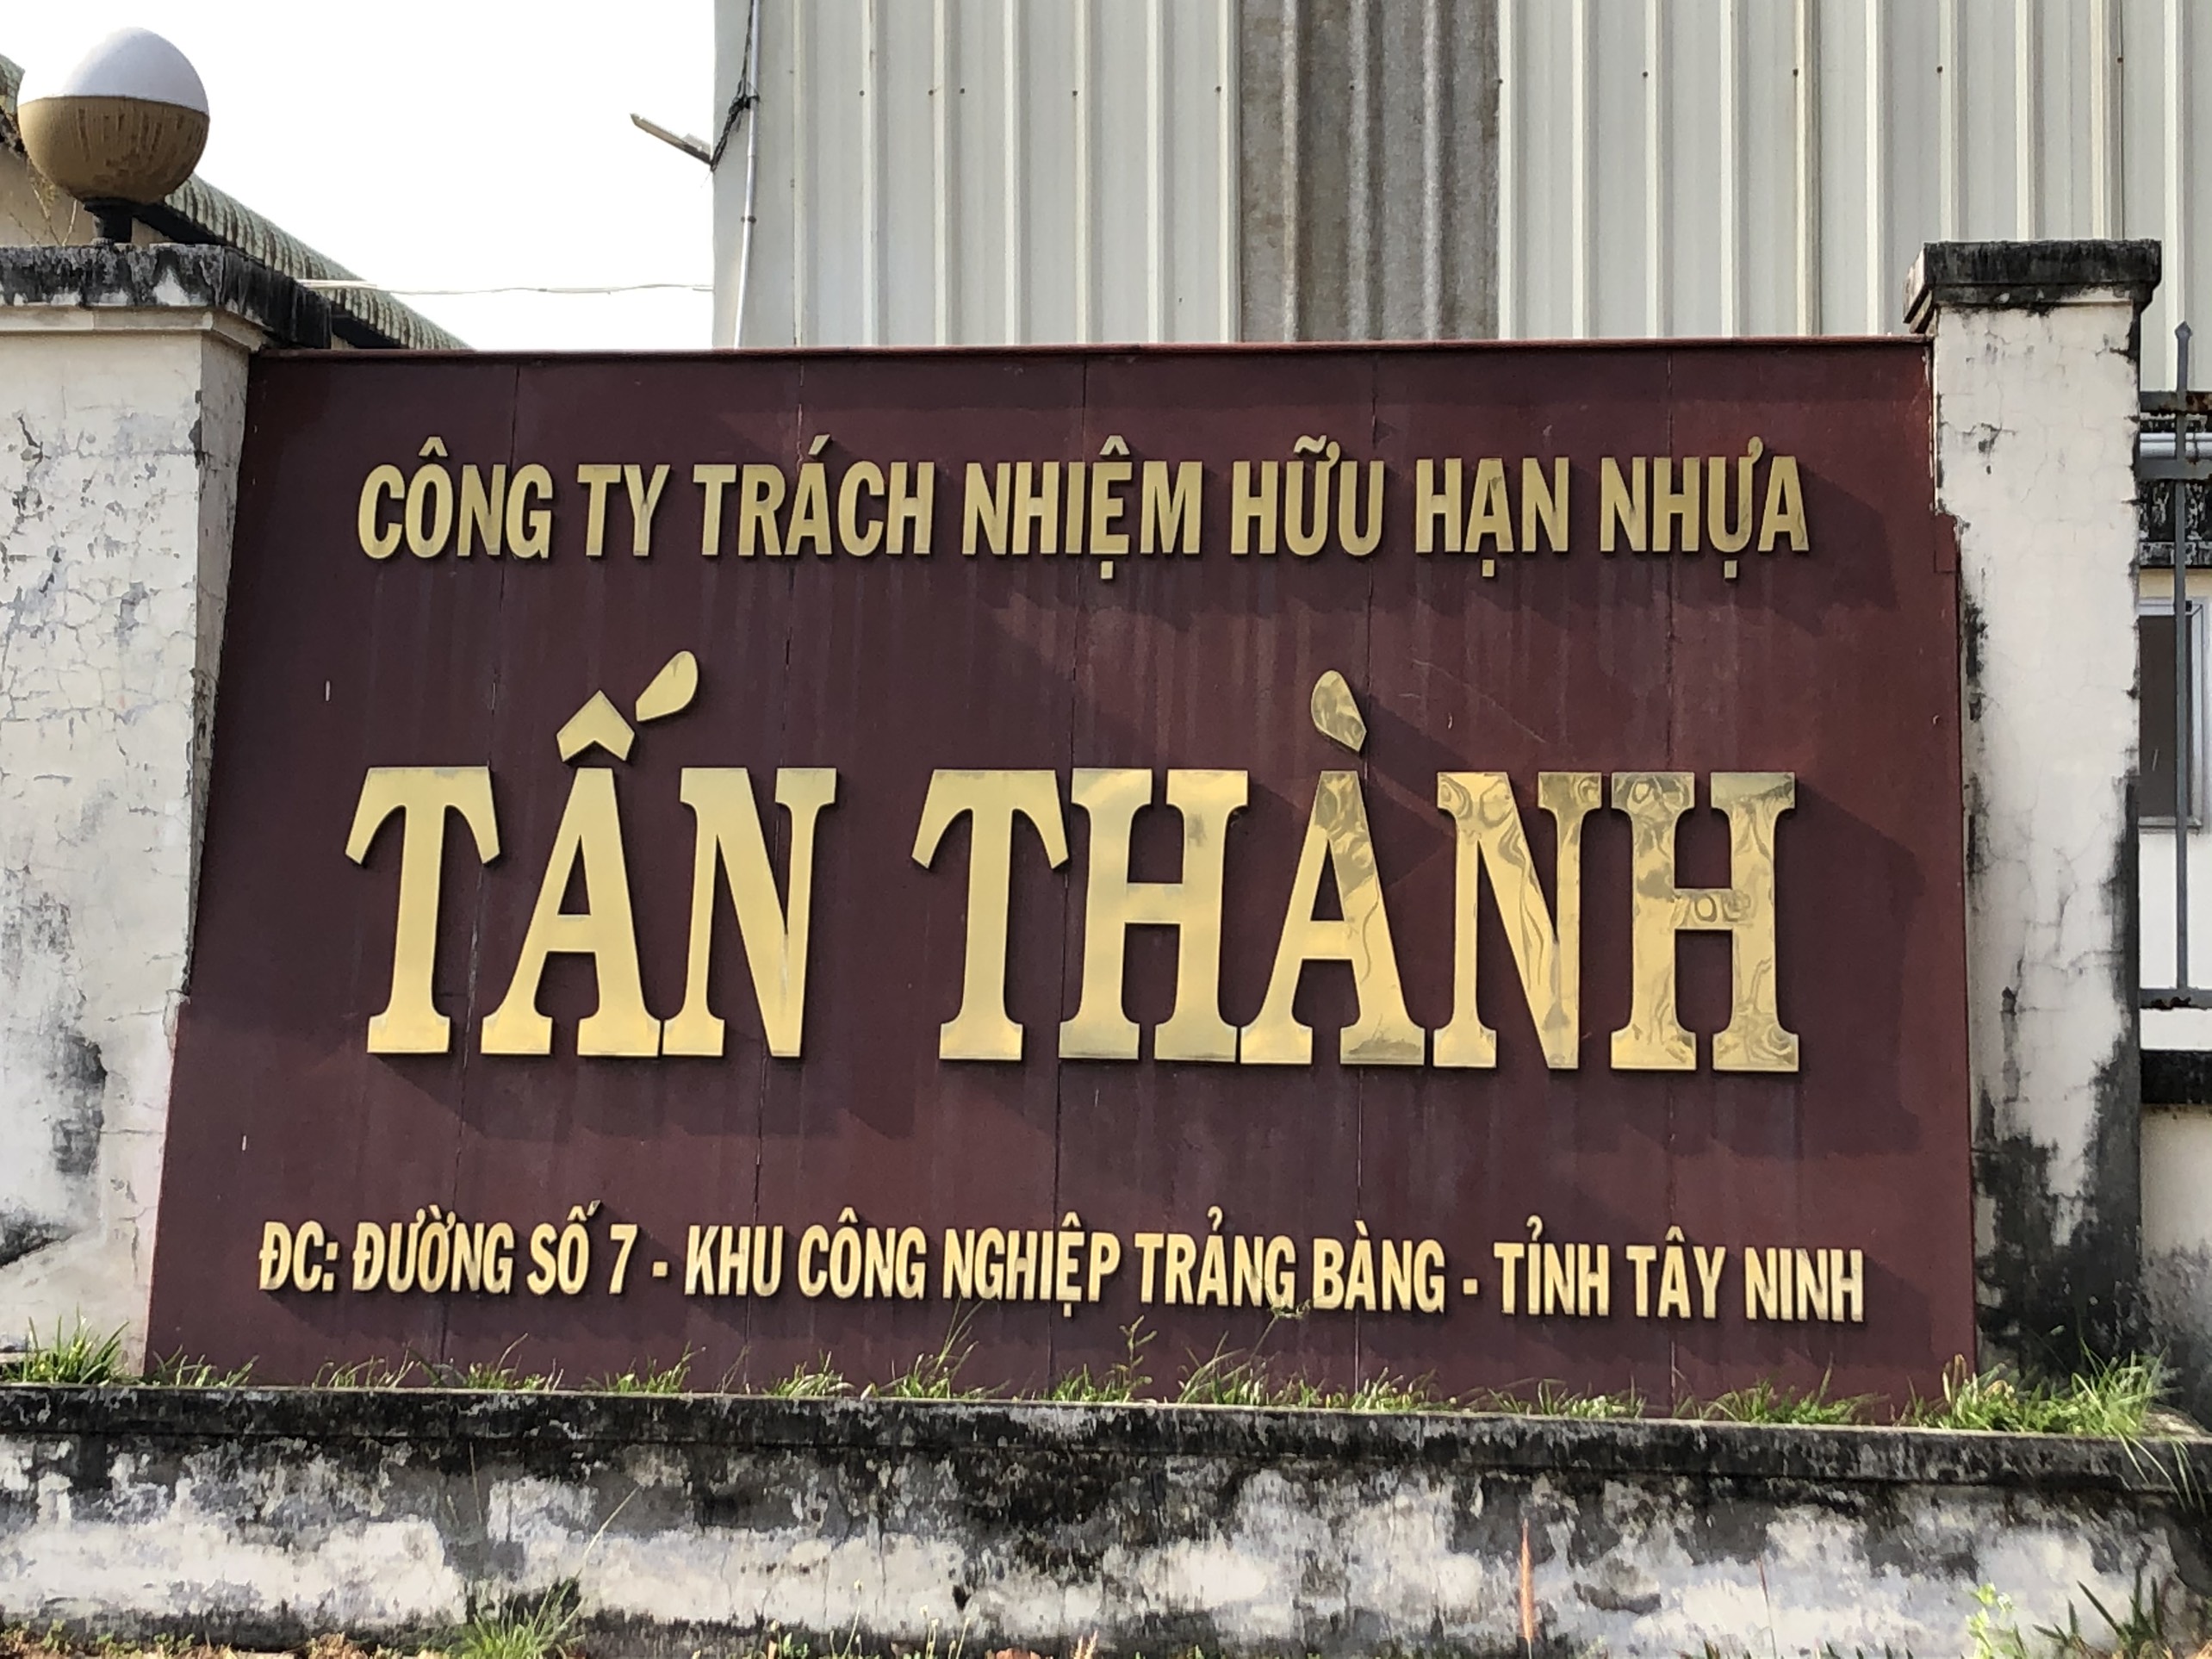 CÔNG TY TRÁCH NHIỆM HỮU HẠN NHỰA
TẤN THÀNH
ĐC: ĐƯỜNG SỐ 7 - KHU CÔNG NGHIỆP TRẢNG BÀNG - TỈNH TÂY NINH